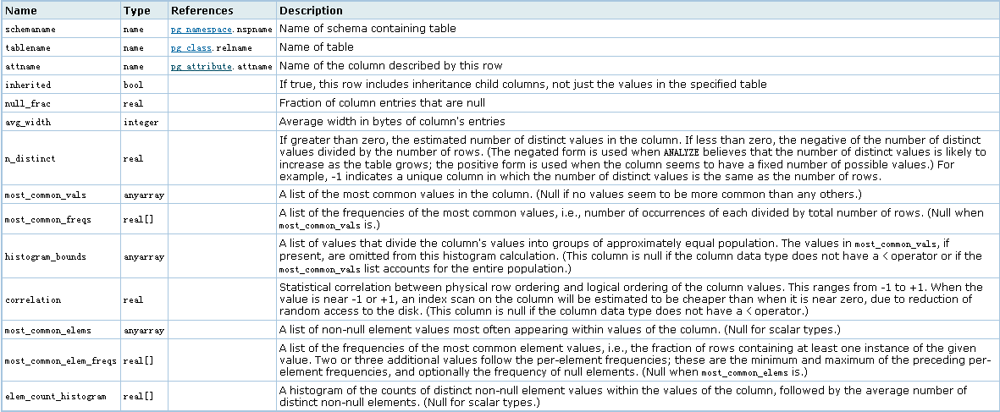 Name Type References Description
schemaname name pg_namespace.nspname Name of schema containing table
tablename name pg_class.relname Name of table
attname name pg_attribute.attname Name of the column described by this row
inherited bool If true, this row includes inheritance child columns, not just the values in the specified table
null_frac real Fraction of column entries that are null
avg_width integer Average width in bytes of column's entries
If greater than zero, the estimated number of distinct values in the column. If less than zero, the negative of the number of distinct
values divided by the number of rows. (The negated form is used when ANALYZE believes that the number of distinct values is likely to
n_distinct real increase as the table grows; the positive form is used when the column seems to have a fixed number of possible values.) For
example, -1 indicates a unique column in which the number of distinct values is the same as the number of rows.
most_common_vals anyarray A list of the most common values in the column. (Null if no values seem to be more common than any others.)
most_common_freqs real[] A list of the frequencies of the most common values, i.e., number of occurrences of each divided by total number of rows. (Null when
most_common_vals is.)
A list of values that divide the column's values into groups of approximately equal population. The values in most_common_vals, if
histogram_bounds anyarray present, are omitted from this histogram calculation. (This column is null if the column data type does not have a < operator or if the
most_common_vals list accounts for the entire population.)
Statistical correlation between physical row ordering and logical ordering of the column values. This ranges from -1 to +1. When the
correlation real value is near -1 or +1, an index scan on the column will be estimated to be cheaper than when it is near zero, due to reduction of
random access to the disk. (This column is null if the column data type does not have a < operator.)
most_common_elems anyarray A list of non-null element values most often appearing within values of the column. (Null for scalar types.)
A list of the frequencies of the most common element values, i.e., the fraction of rows containing at least one instance of the given
most_common_elem_freqs real[] value. Two or three additional values follow the per-element frequencies; these are the minimum and maximum of the preceding per-
element frequencies, and optionally the frequency of null elements. (Null when most_common_elems is.)
elem_count_histogram real[] A histogram of the counts of distinct non-null element values within the values of the column, followed by the average number of
distinct non-null elements. (Null for scalar types.)